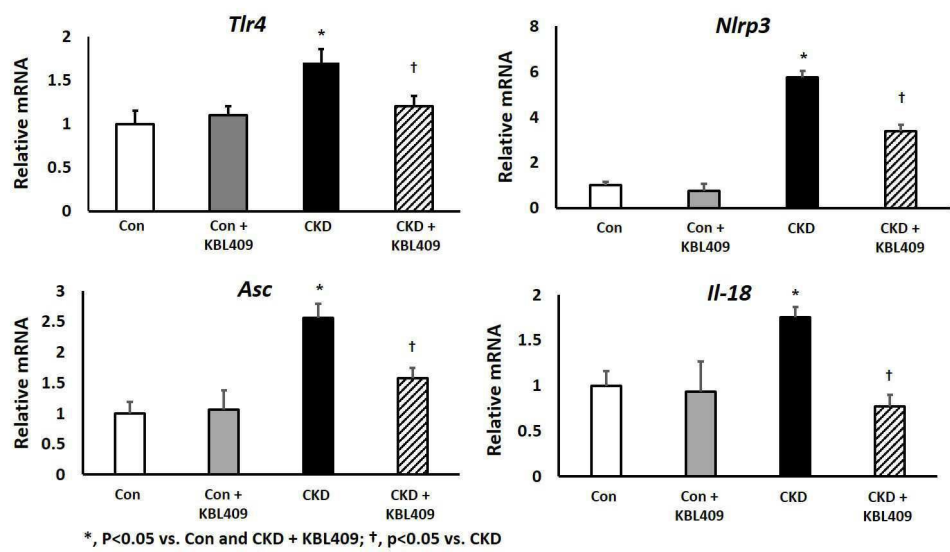 Tlr4
Relative mRNA
2
1.5
1
0.5
0
*
†
Con
Con +
KBL409
CKD
CKD +
KBL409
Nlrp3
Relative mRNA
8
6
4
2
0
*
†
Con
Con +
KBL409
CKD
CKD +
KBL409
Asc
Relative mRNA
3
2.5
2
1.5
1
0.5
0
*
†
Con
Con +
KBL409
CKD
CKD +
KBL409
Il-18
Relative mRNA
2
1.5
1
0.5
0
*
†
Con
Con +
KBL409
CKD
CKD +
KBL409
*, P<0.05 vs. Con and CKD + KBL409; †, p<0.05 vs. CKD